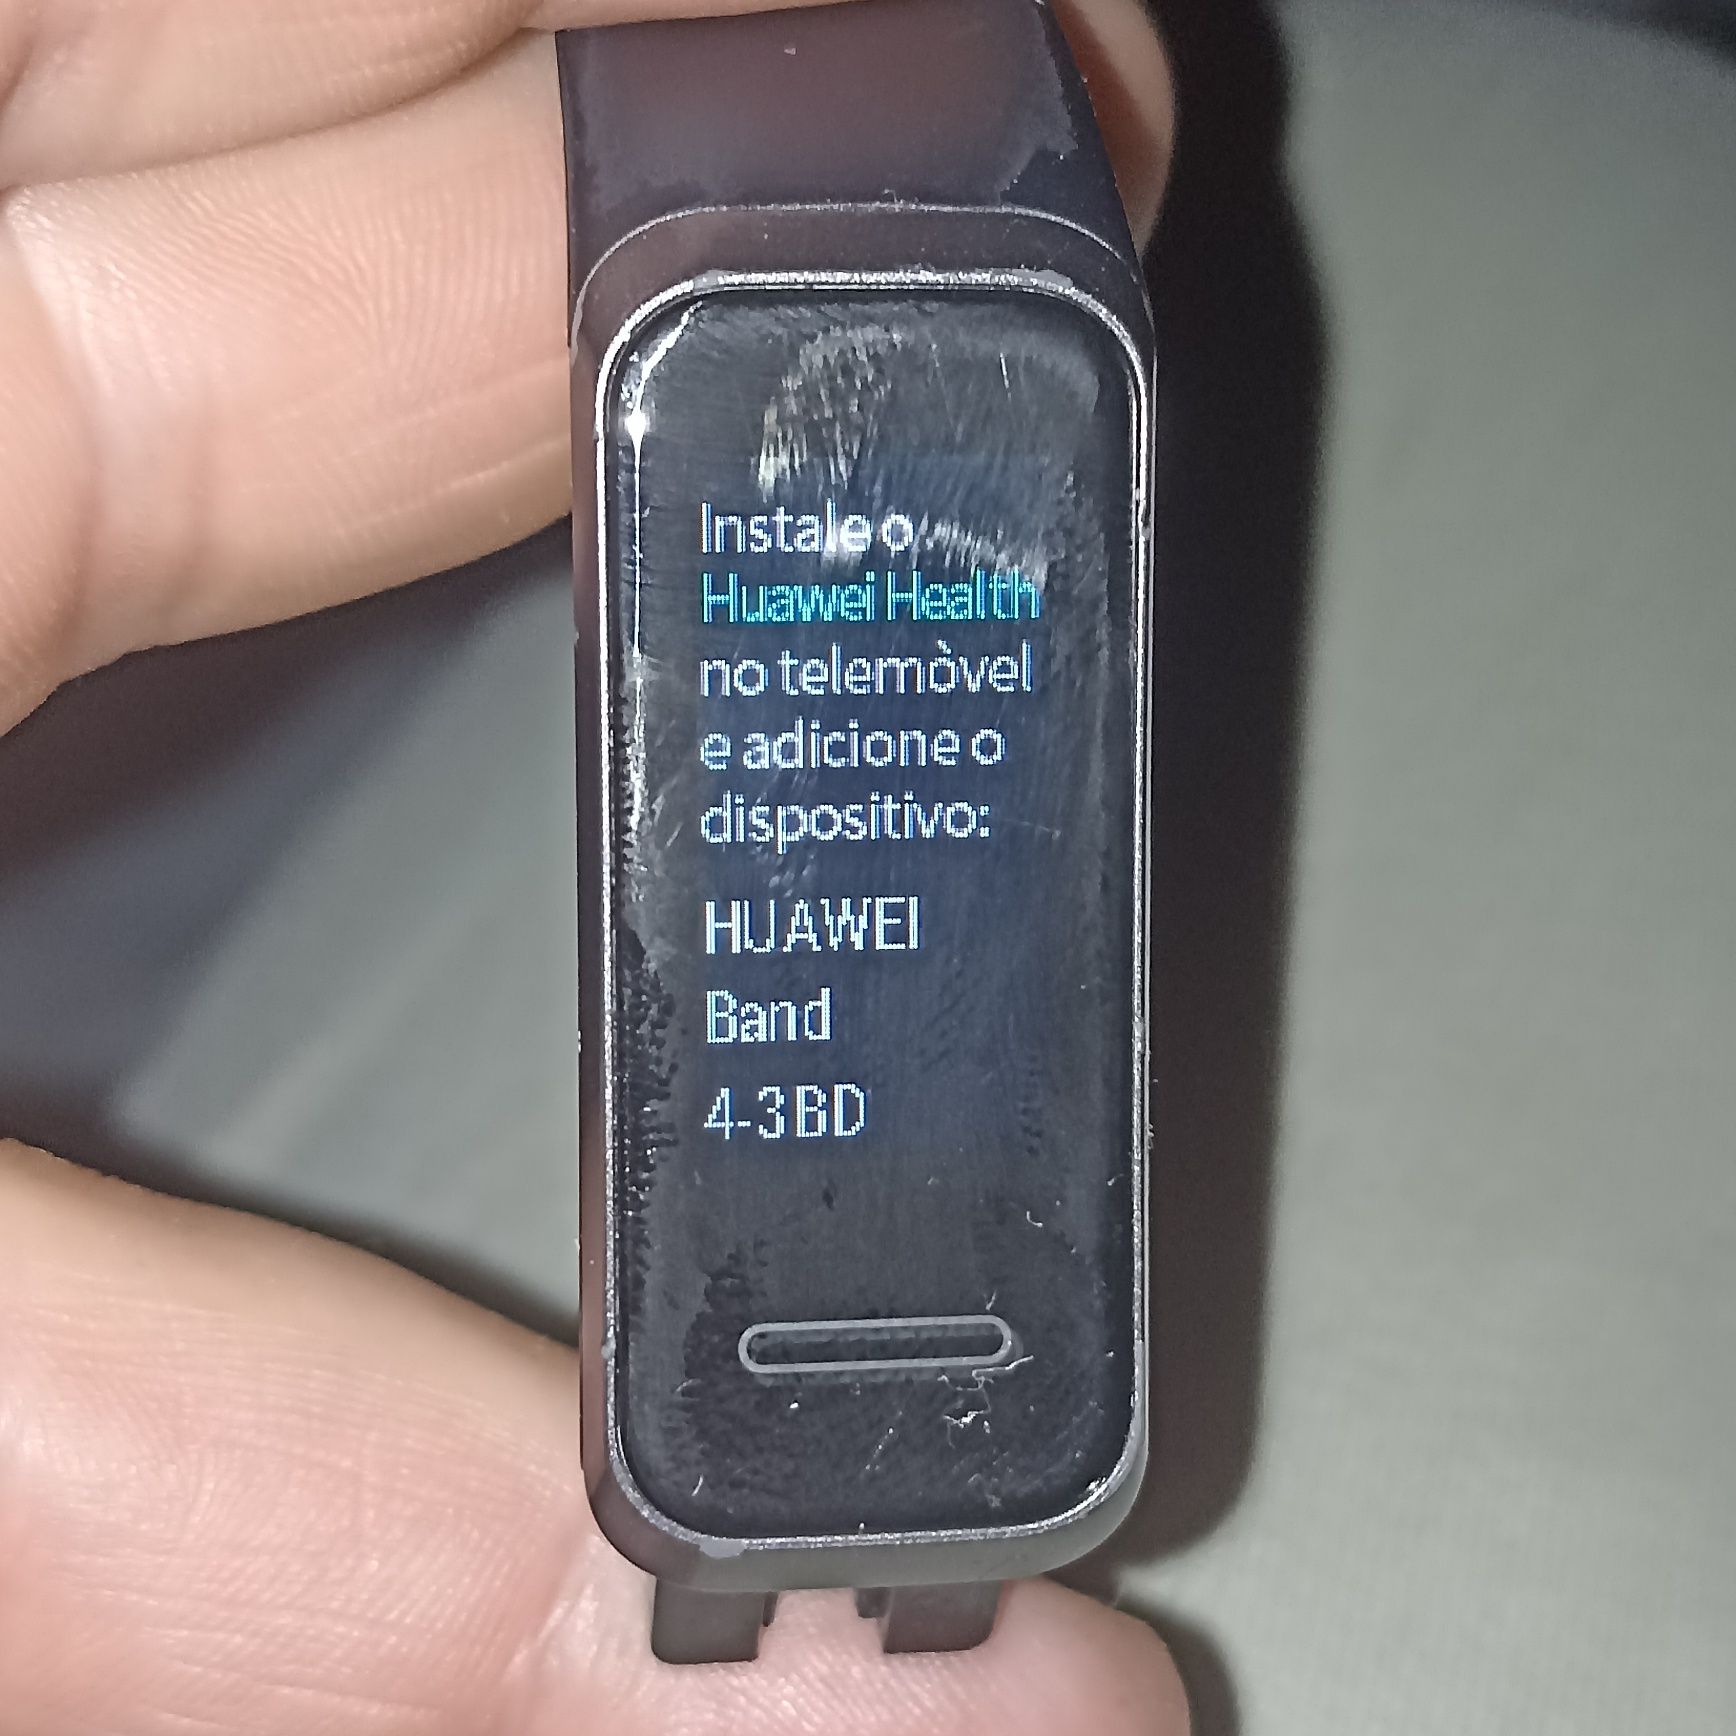 Instale o
Huawei Health
no telemòvel
e adicione o
dispositivo:
HUAWEI
Band
4-3BD